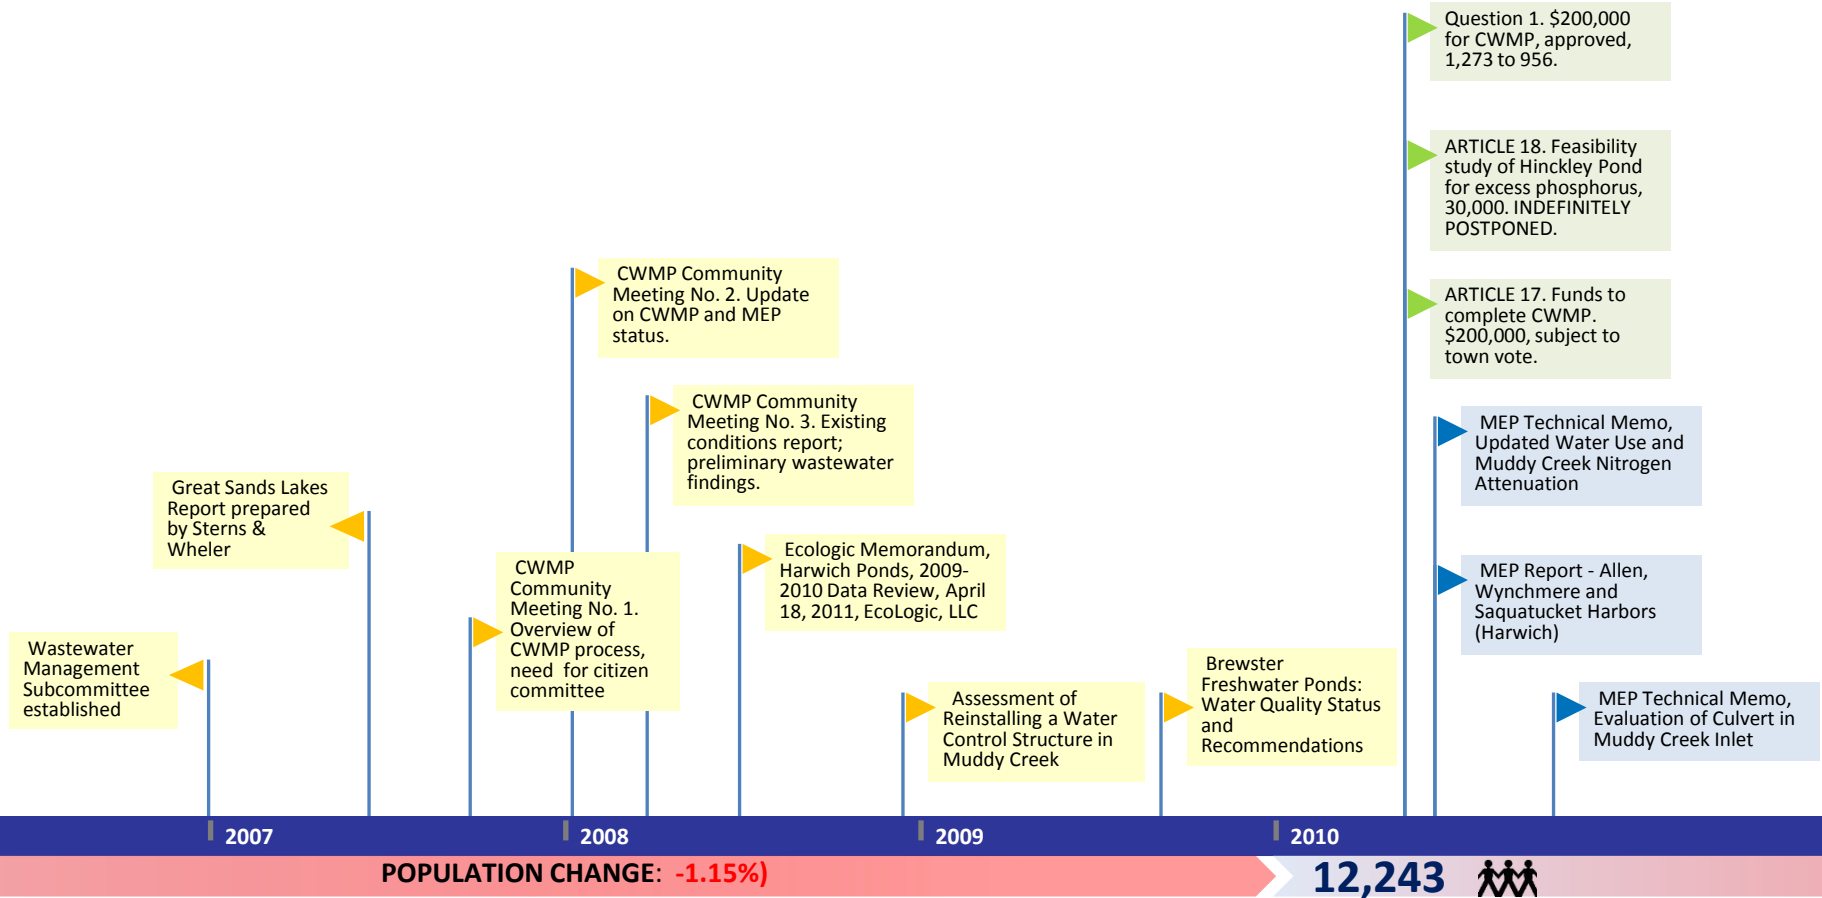 Question 1. $200,000
for CWMP, approved,
1,273 to 956.
ARTICLE 18. Feasibility
study of Hinckley Pond
for excess phosphorus,
30,000. INDEFINITELY
POSTPONED.
CWMP Community
Meeting No. 2. Update
on CWMP and MEP
status.
ARTICLE 17. Funds to
complete CWMP.
$200,000, subject to
town vote.
CWMP Community
Meeting No. 3. Existing
conditions report;
preliminary wastewater
findings.
MEP Technical Memo,
Updated Water Use and
Muddy Creek Nitrogen
Attenuation
Great Sands Lakes
Report prepared
by Sterns &
Wheler
CWMP
Community
Meeting No. 1.
Overview of
CWMP process,
need for citizen
committee
Ecologic Memorandum,
Harwich Ponds, 2009-
2010 Data Review, April
18, 2011, EcoLogic, LLC
MEP Report - Allen,
Wynchmere and
Saquatucket Harbors
(Harwich)
Wastewater
Management
Subcommittee
established
Assessment of
Reinstalling a Water
Control Structure in
Muddy Creek
Brewster
Freshwater Ponds:
Water Quality Status
and
Recommendations
MEP Technical Memo,
Evaluation of Culvert in
Muddy Creek Inlet
2007
2008
2009
2010
POPULATION CHANGE: -1.15%)
12,243